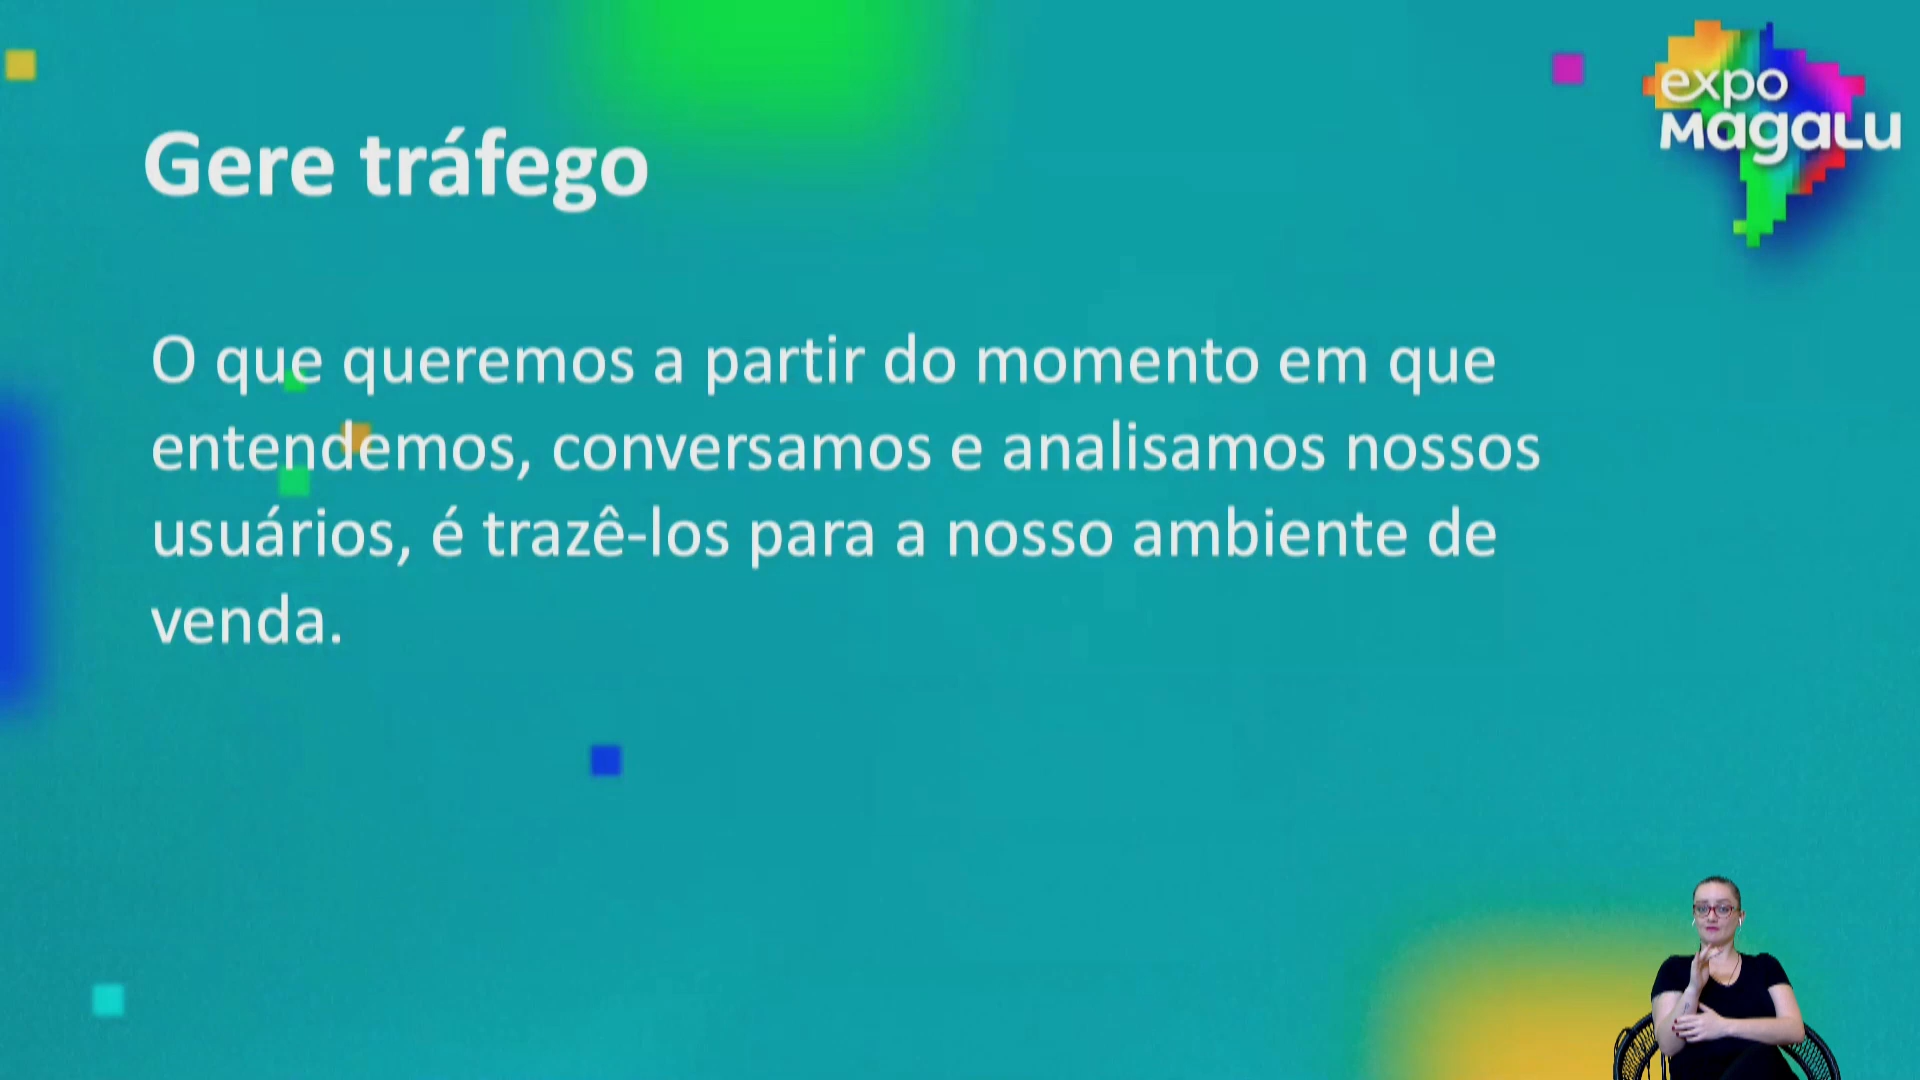 expo
magalu
Gere tráfego
O que queremos a partir do momento em que
entendemos, conversamos e analisamos nossos
usuários, é trazê-los para a nosso ambiente de
venda.